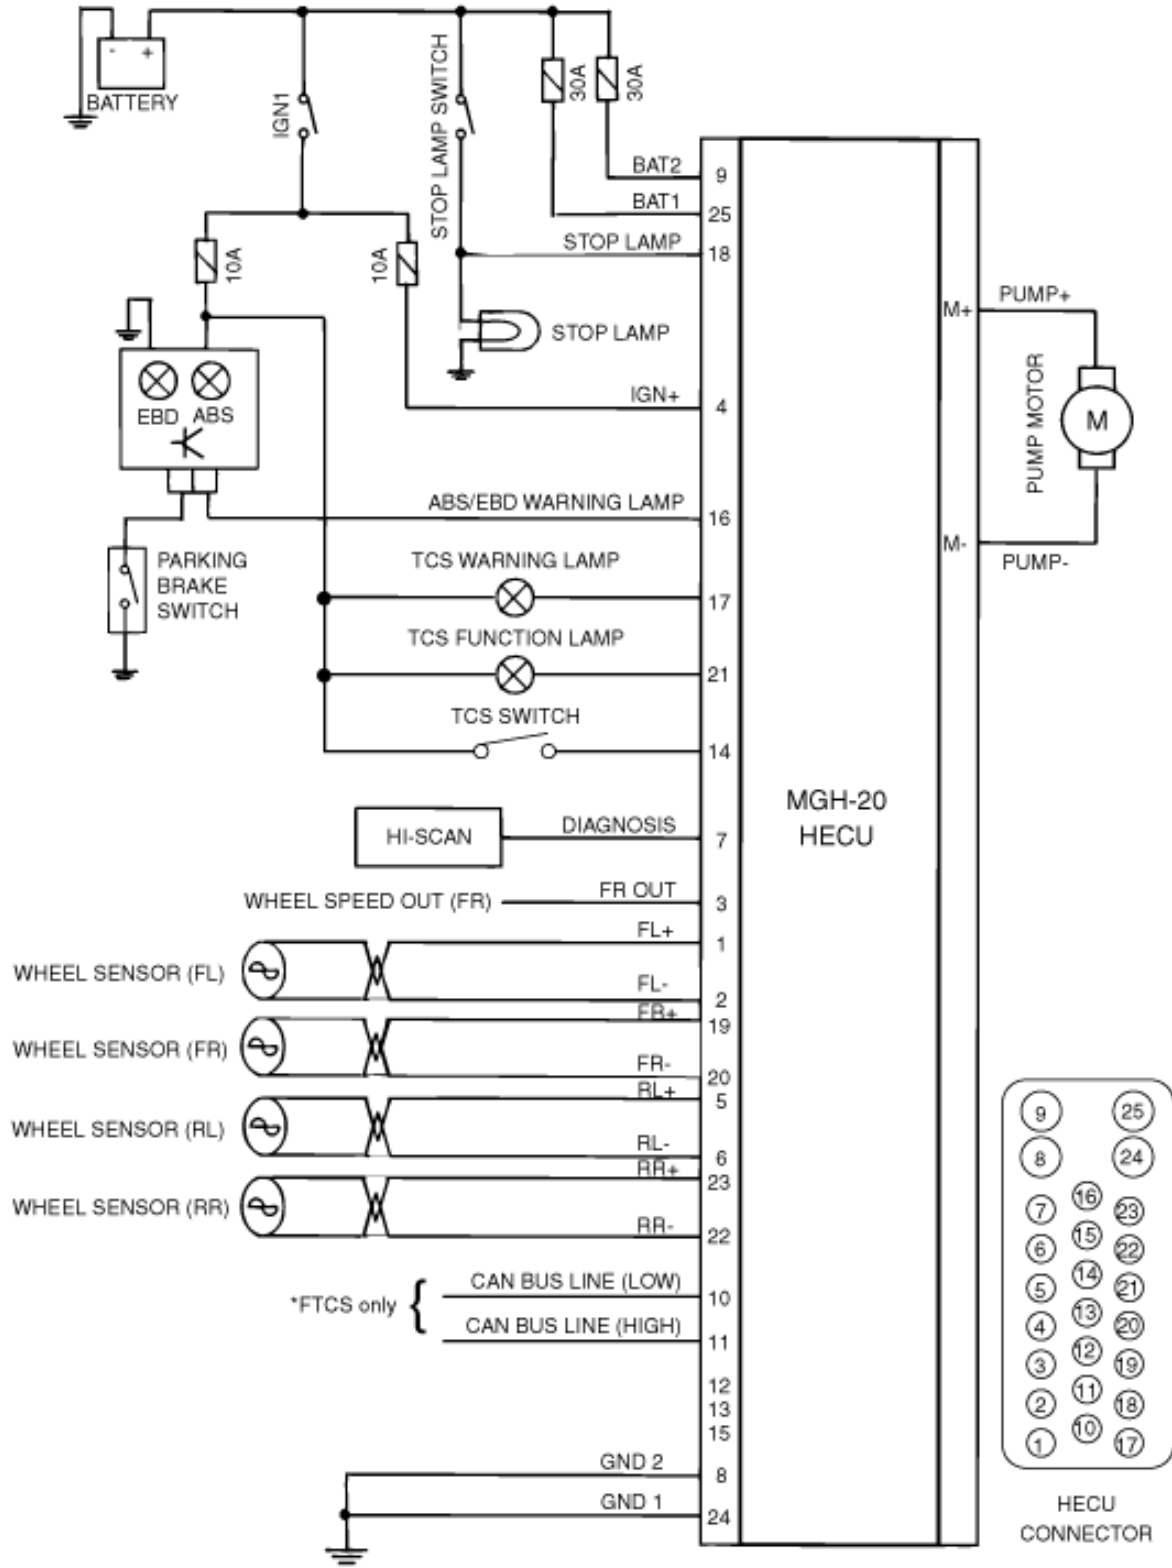 - +
BATTERY
IGN1
STOP LAMP SWITCH
30A
30A
BAT2
9
BAT1
25
STOP LAMP
18
10A
10A
STOP LAMP
EBD ABS
IGN+
4
M+
PUMP+
PUMP MOTOR
M
M-
PUMP-
ABS/EBD WARNING LAMP
16
PARKING
BRAKE
SWITCH
TCS WARNING LAMP
17
TCS FUNCTION LAMP
21
TCS SWITCH
14
MGH-20
HECU
HI-SCAN
DIAGNOSIS
7
WHEEL SPEED OUT (FR)
FR OUT
3
FL+
1
WHEEL SENSOR (FL)
FL-
2
FR+
19
WHEEL SENSOR (FR)
FR-
20
RL+
5
WHEEL SENSOR (RL)
RL-
6
RR+
23
WHEEL SENSOR (RR)
RR-
22
*FTCS only {
CAN BUS LINE (LOW)
10
CAN BUS LINE (HIGH)
11
12
13
15
GND 2
8
GND 1
24
9 25
8 24
16
7 23
15
6 22
14
5 21
13
4 20
12
3 19
11
2 18
10
1 17
HECU
CONNECTOR